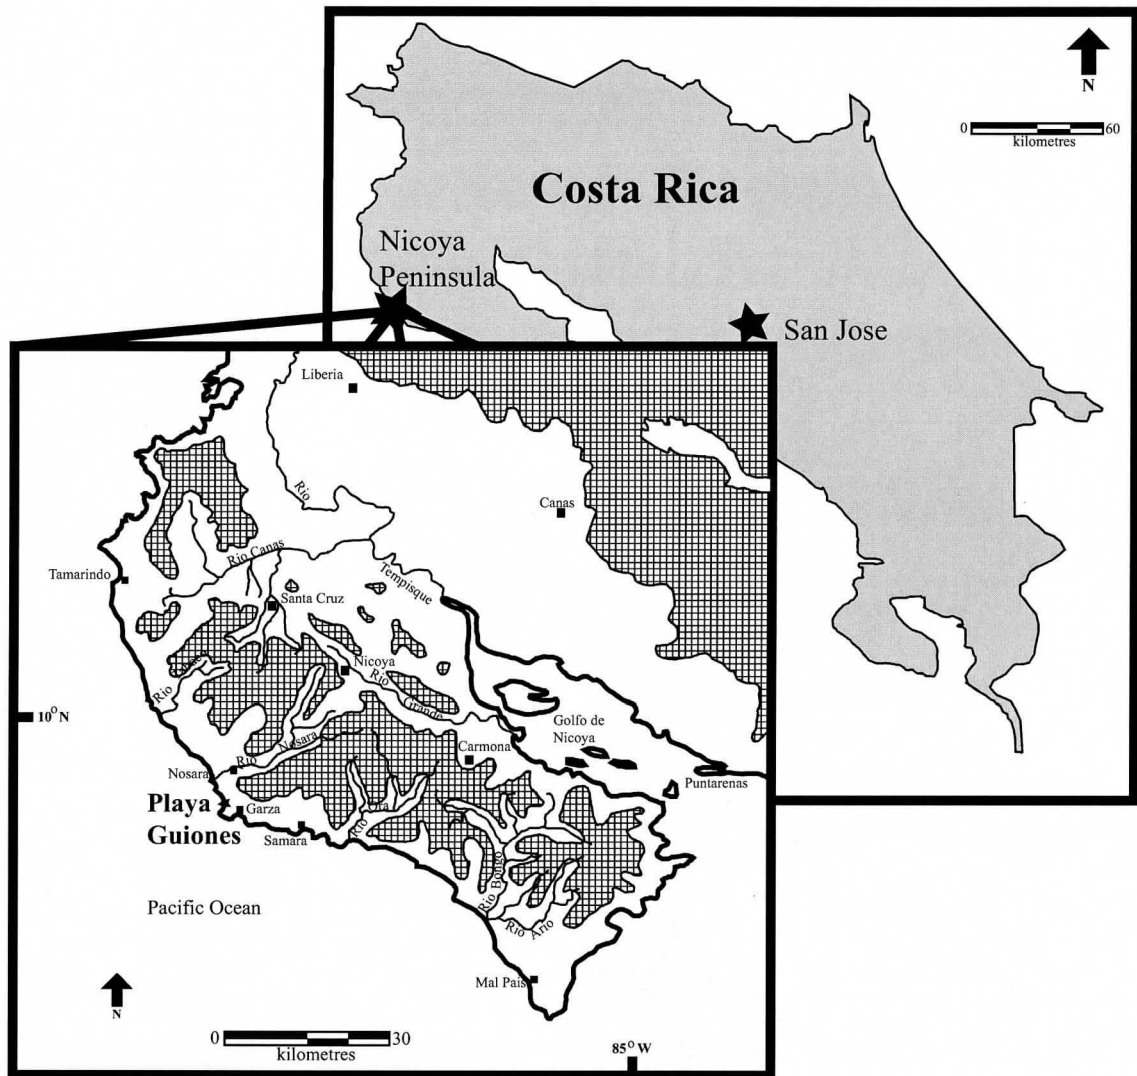 N
0
60
kilometres
Costa Rica
Nicoya
Peninsula
San Jose
Liberia
Rio
Canas
Rio Canas
Tamarindo
Tempisque
Santa Cruz
Nicoya
Rio
Grande
Rio
10° N
Golfo de
Nicoya
Rio
Nosara
Carmona
Nosara
Puntarenas
Playa
Guiones
Garza
Samara
Rio
Ora
Rio Bongo
Rio Ario
Pacific Ocean
Mal Pais
N
0
30
kilometres
85° W